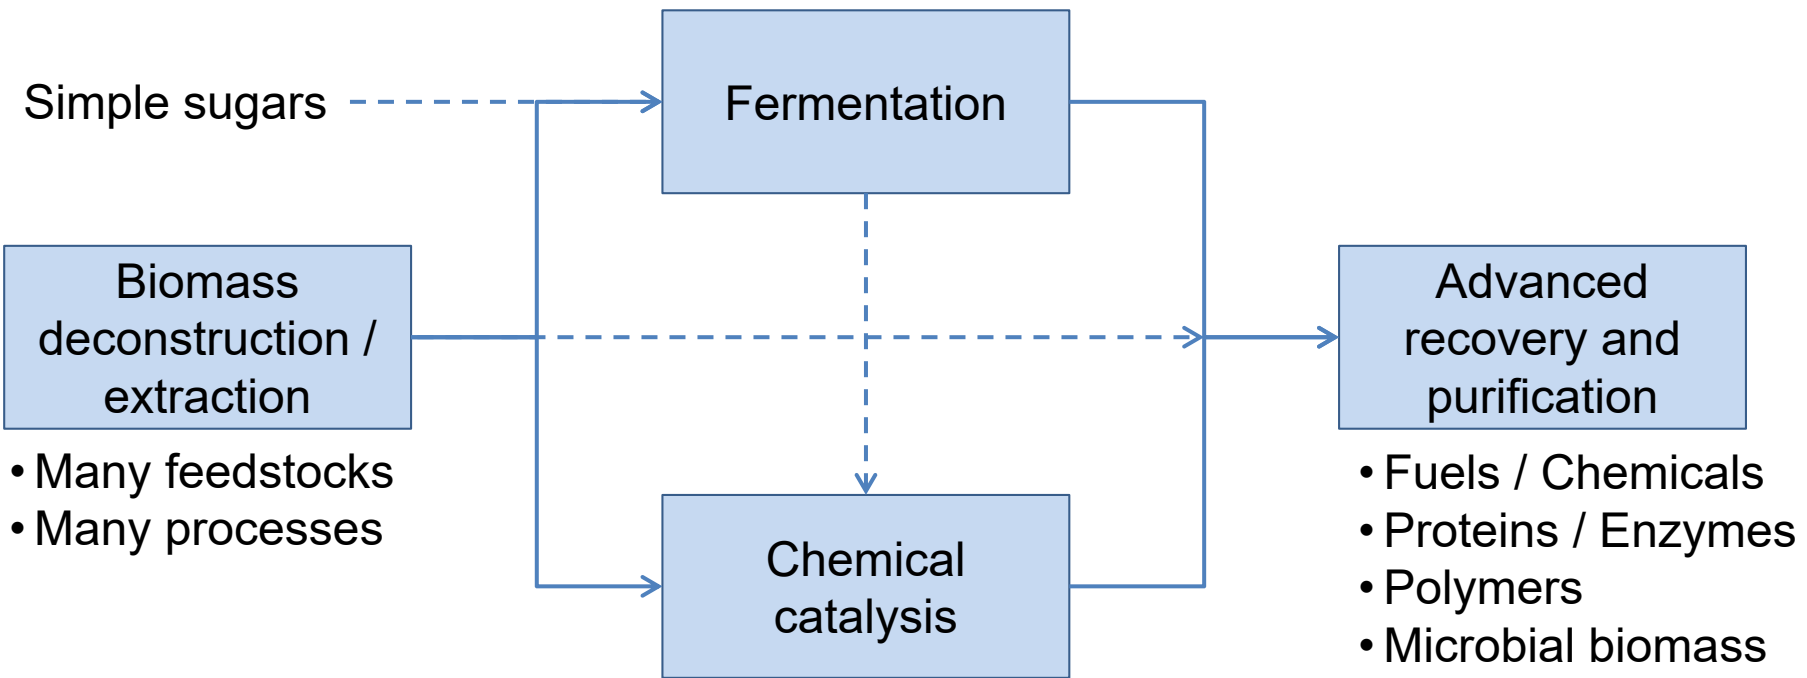 Simple sugars
Fermentation
Biomass
deconstruction /
extraction
• Many feedstocks
• Many processes
Chemical
catalysis
Advanced
recovery and
purification
• Fuels / Chemicals
• Proteins / Enzymes
• Polymers
• Microbial biomass